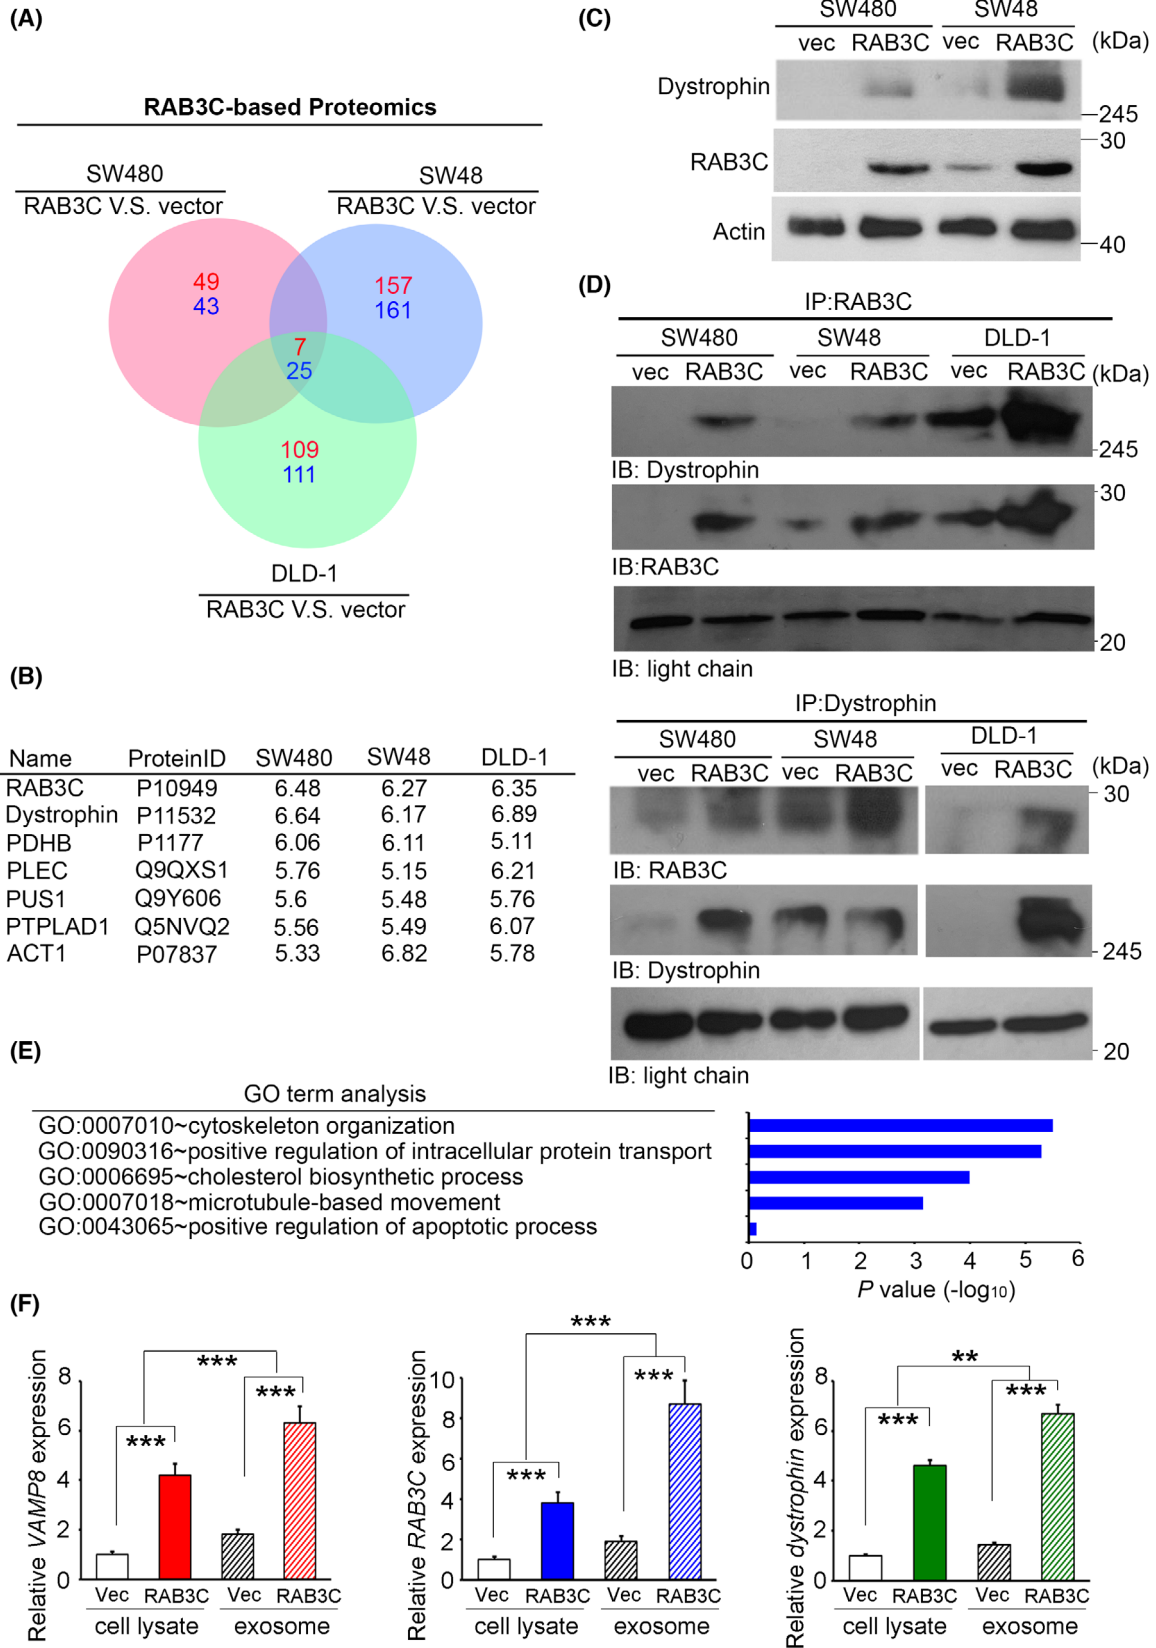 (A)
RAB3C-based Proteomics
SW480
RAB3C V.S. vector
SW48
RAB3C V.S. vector
49
43
157
161
7
25
109
111
DLD-1
RAB3C V.S. vector
(B)
Name ProteinID SW480 SW48 DLD-1
RAB3C P10949 6.48 6.27 6.35
Dystrophin P11532 6.64 6.17 6.89
PDHB P1177 6.06 6.11 5.11
PLEC Q9QXS1 5.76 5.15 6.21
PUS1 Q9Y606 5.6 5.48 5.76
PTPLAD1 Q5NVQ2 5.56 5.49 6.07
ACT1 P07837 5.33 6.82 5.78
(C)
SW480 SW48
vec RAB3C vec RAB3C (kDa)
Dystrophin
245
30
RAB3C
Actin
40
(D)
IP:RAB3C
SW480 SW48 DLD-1
vec RAB3C vec RAB3C vec RAB3C (kDa)
245
IB: Dystrophin
30
IB:RAB3C
20
IB: light chain
IP:Dystrophin
SW480 SW48 DLD-1
vec RAB3C vec RAB3C vec RAB3C (kDa)
30
IB: RAB3C
245
IB: Dystrophin
20
IB: light chain
(E)
GO term analysis
GO:0007010~cytoskeleton organization
GO:0090316~positive regulation of intracellular protein transport
GO:0006695~cholesterol biosynthetic process
GO:0007018~microtubule-based movement
GO:0043065~positive regulation of apoptotic process
0 1 2 3 4 5 6
P value (-log10)
(F)
Relative VAMP8 expression
8
6
4
2
0
***
***
***
Vec RAB3C Vec RAB3C
cell lysate exosome
Relative RAB3C expression
10
8
6
4
2
0
***
***
***
Vec RAB3C Vec RAB3C
cell lysate exosome
Relative dystrophin expression
8
6
4
2
0
**
***
***
Vec RAB3C Vec RAB3C
cell lysate exosome